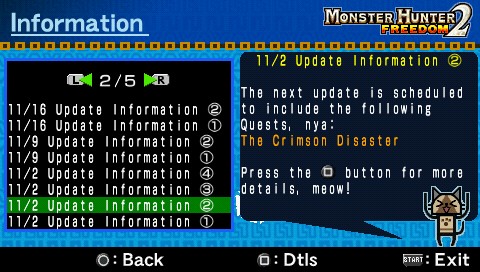 Information
MONSTER HUNTER
FREEDOM 2
L 2/5 R
11/16 Update Information ②
11/16 Update Information ①
11/9 Update Information ②
11/9 Update Information ①
11/2 Update Information ④
11/2 Update Information ③
11/2 Update Information ②
11/2 Update Information ①
11/2 Update Information ②
The next update is scheduled
to include the following
Quests, nya:
The Crimson Disaster
Press the button for more
details, meow!
: Back
: Dtls
START: Exit